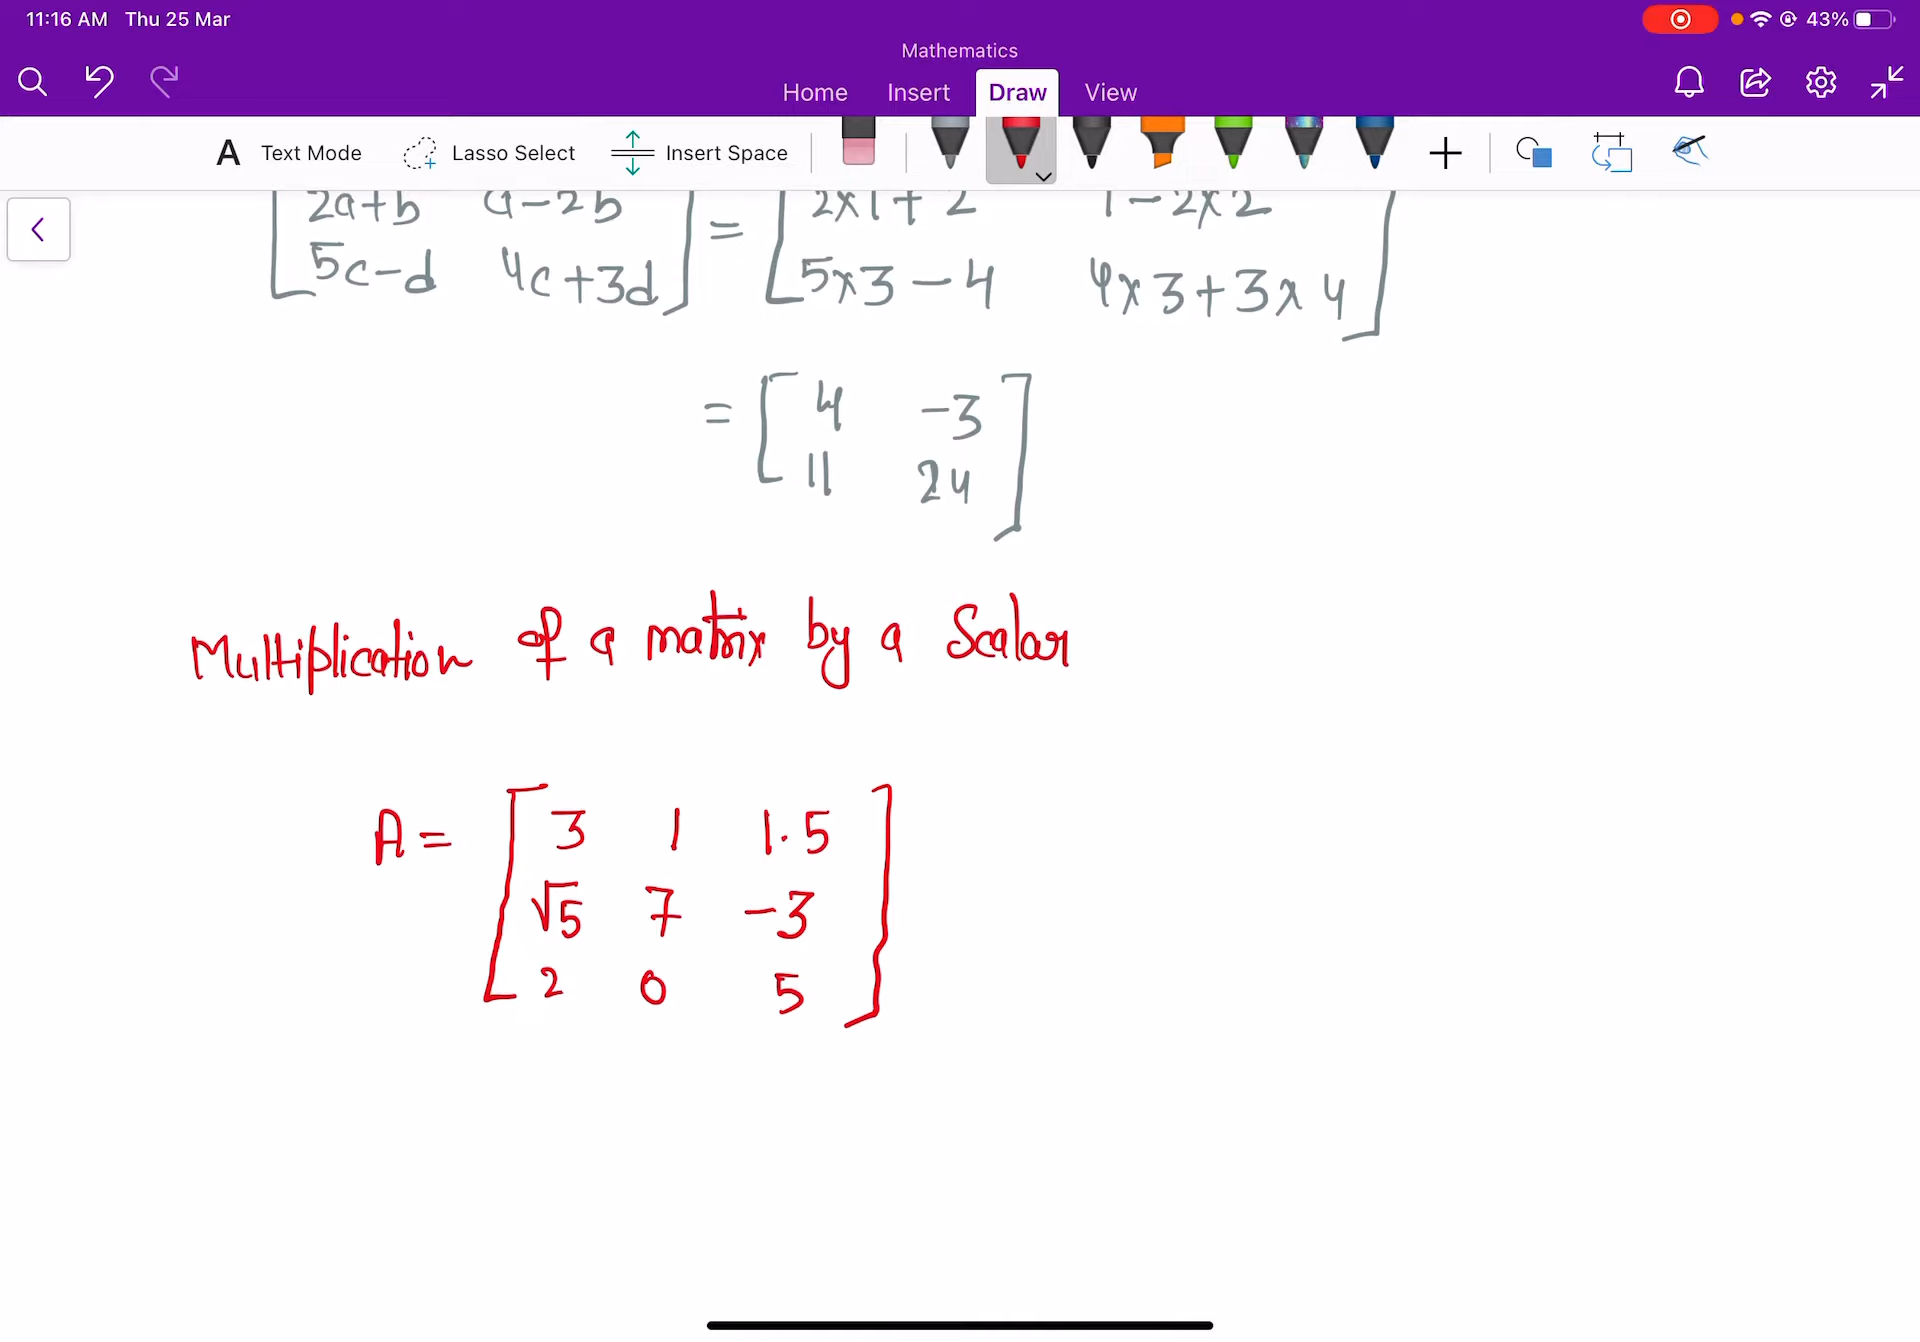 11:16 AM Thu 25 Mar 43%
Mathematics
Home Insert Draw View
A Text Mode Lasso Select Insert Space
2a+b a-2b = 2x1+2 1-2x2
5c-d 4c+3d 5x3-4 4x3+3x4
= 4 -3
11 24
Multiplication of a matrix by a Scalar
A= 3 1 1.5
√5 7 -3
2 0 5